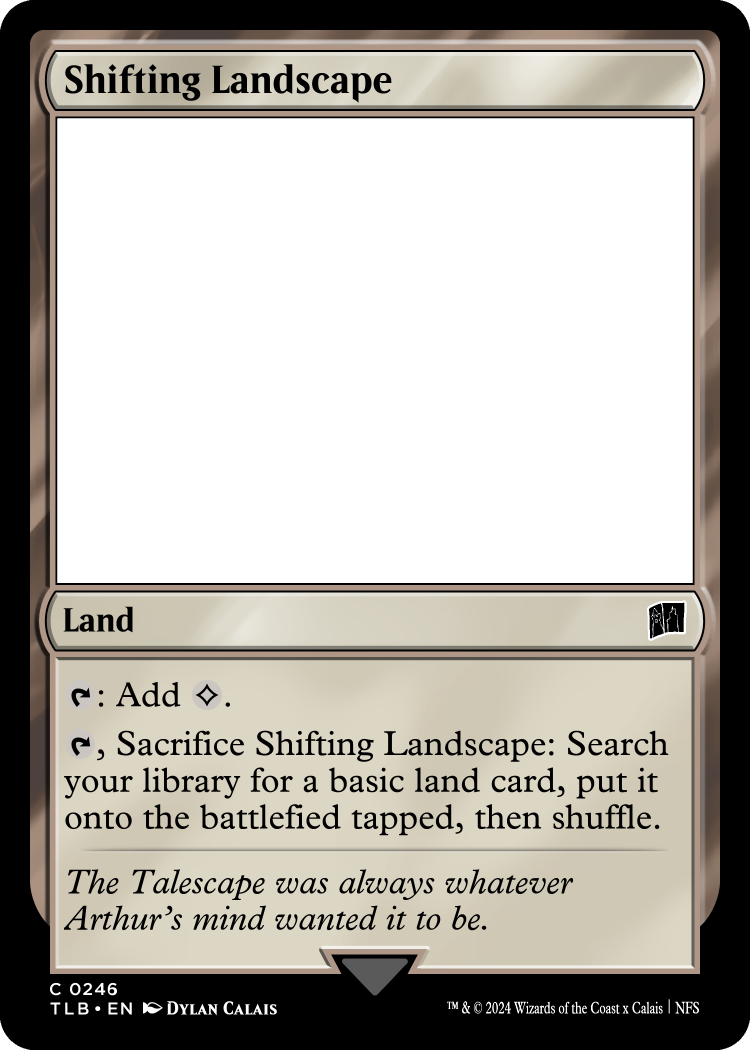 Shifting Landscape
Land
: Add .
, Sacrifice Shifting Landscape: Search
your library for a basic land card, put it
onto the battlefied tapped, then shuffle.
The Talescape was always whatever
Arthur's mind wanted it to be.
C 0246
TLB • EN DYLAN CALAIS
™ & © 2024 Wizards of the Coast x Calais | NFS